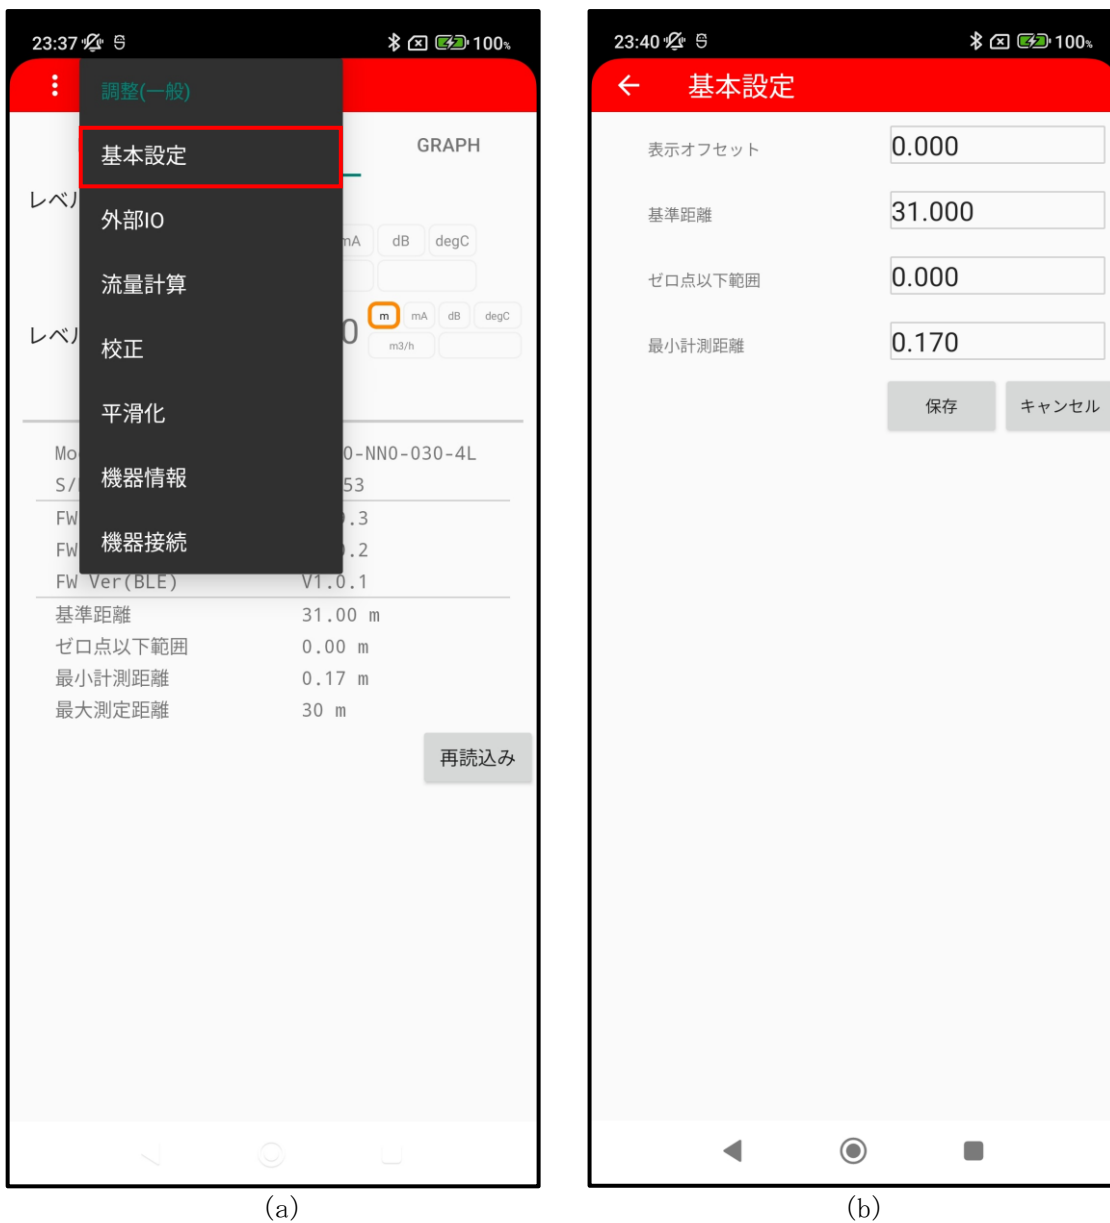 23:37
100%
調整(一般)
基本設定
GRAPH
レベル
外部IO
mA dB degC
流量計算
m mA dB degC
レベル
0
m3/h
校正
平滑化
Mo 0-NN0-030-4L
機器情報
S/ 53
FW .3
機器接続
FW .2
FW Ver(BLE) V1.0.1
基準距離 31.00 m
ゼロ点以下範囲 0.00 m
最小計測距離 0.17 m
最大測定距離 30 m
再読込み
(a)
23:40
100%
基本設定
表示オフセット 0.000
基準距離 31.000
ゼロ点以下範囲 0.000
最小計測距離 0.170
保存 キャンセル
(b)